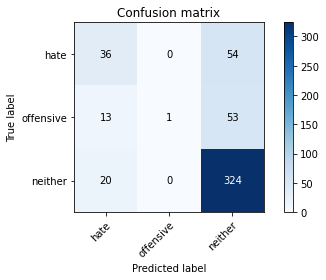 Confusion matrix
True label
hate 36 0 54
offensive 13 1 53
neither 20 0 324
hate offensive neither
Predicted label
300
250
200
150
100
50
0